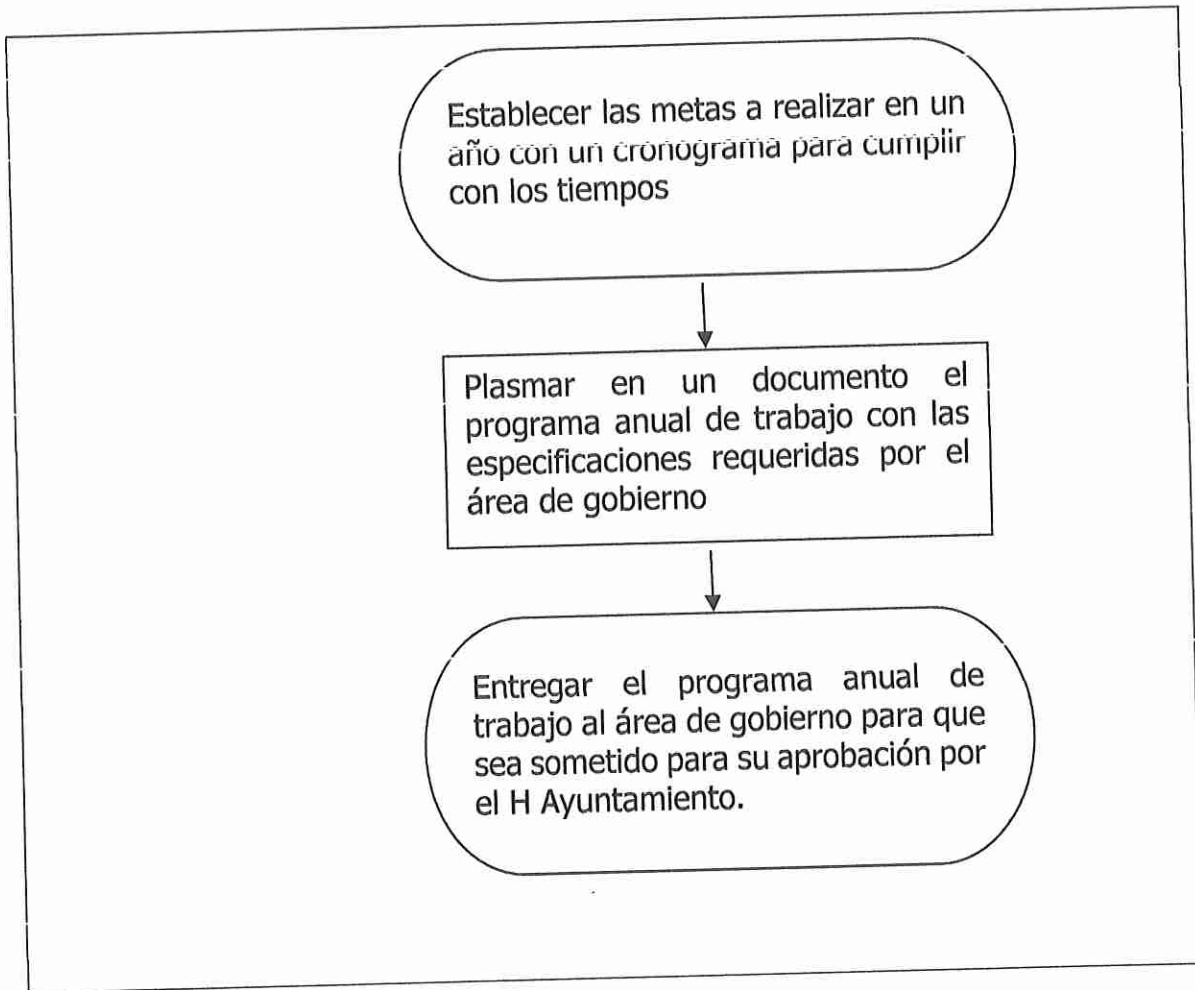 Establecer las metas a realizar en un
año con un cronograma para cumplir
con los tiempos
Plasmar en un documento el
programa anual de trabajo con las
especificaciones requeridas por el
área de gobierno
Entregar el programa anual de
trabajo al área de gobierno para que
sea sometido para su aprobación por
el H Ayuntamiento.